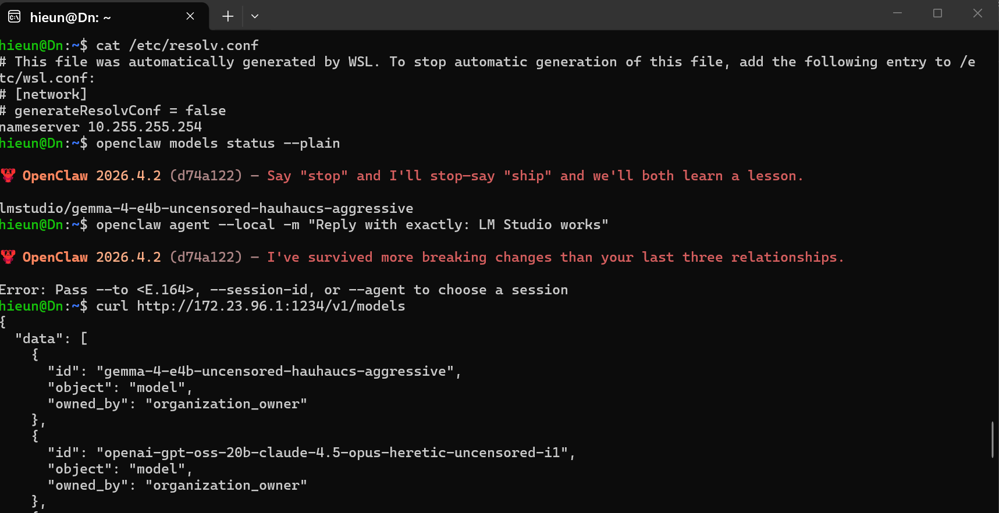 hieun@Dn: ~
hieun@Dn:~$ cat /etc/resolv.conf
# This file was automatically generated by WSL. To stop automatic generation of this file, add the following entry to /e
tc/wsl.conf:
# [network]
# generateResolvConf = false
nameserver 10.255.255.254
hieun@Dn:~$ openclaw models status --plain
OpenClaw 2026.4.2 (d74a122) — Say "stop" and I'll stop—say "ship" and we'll both learn a lesson.
lmstudio/gemma-4-e4b-uncensored-hauhaucs-aggressive
hieun@Dn:~$ openclaw agent --local -m "Reply with exactly: LM Studio works"
OpenClaw 2026.4.2 (d74a122) — I've survived more breaking changes than your last three relationships.
Error: Pass --to <E.164>, --session-id, or --agent to choose a session
hieun@Dn:~$ curl http://172.23.96.1:1234/v1/models
{
"data": [
{
"id": "gemma-4-e4b-uncensored-hauhaucs-aggressive",
"object": "model",
"owned_by": "organization_owner"
},
{
"id": "openai-gpt-oss-20b-claude-4.5-opus-heretic-uncensored-i1",
"object": "model",
"owned_by": "organization_owner"
},